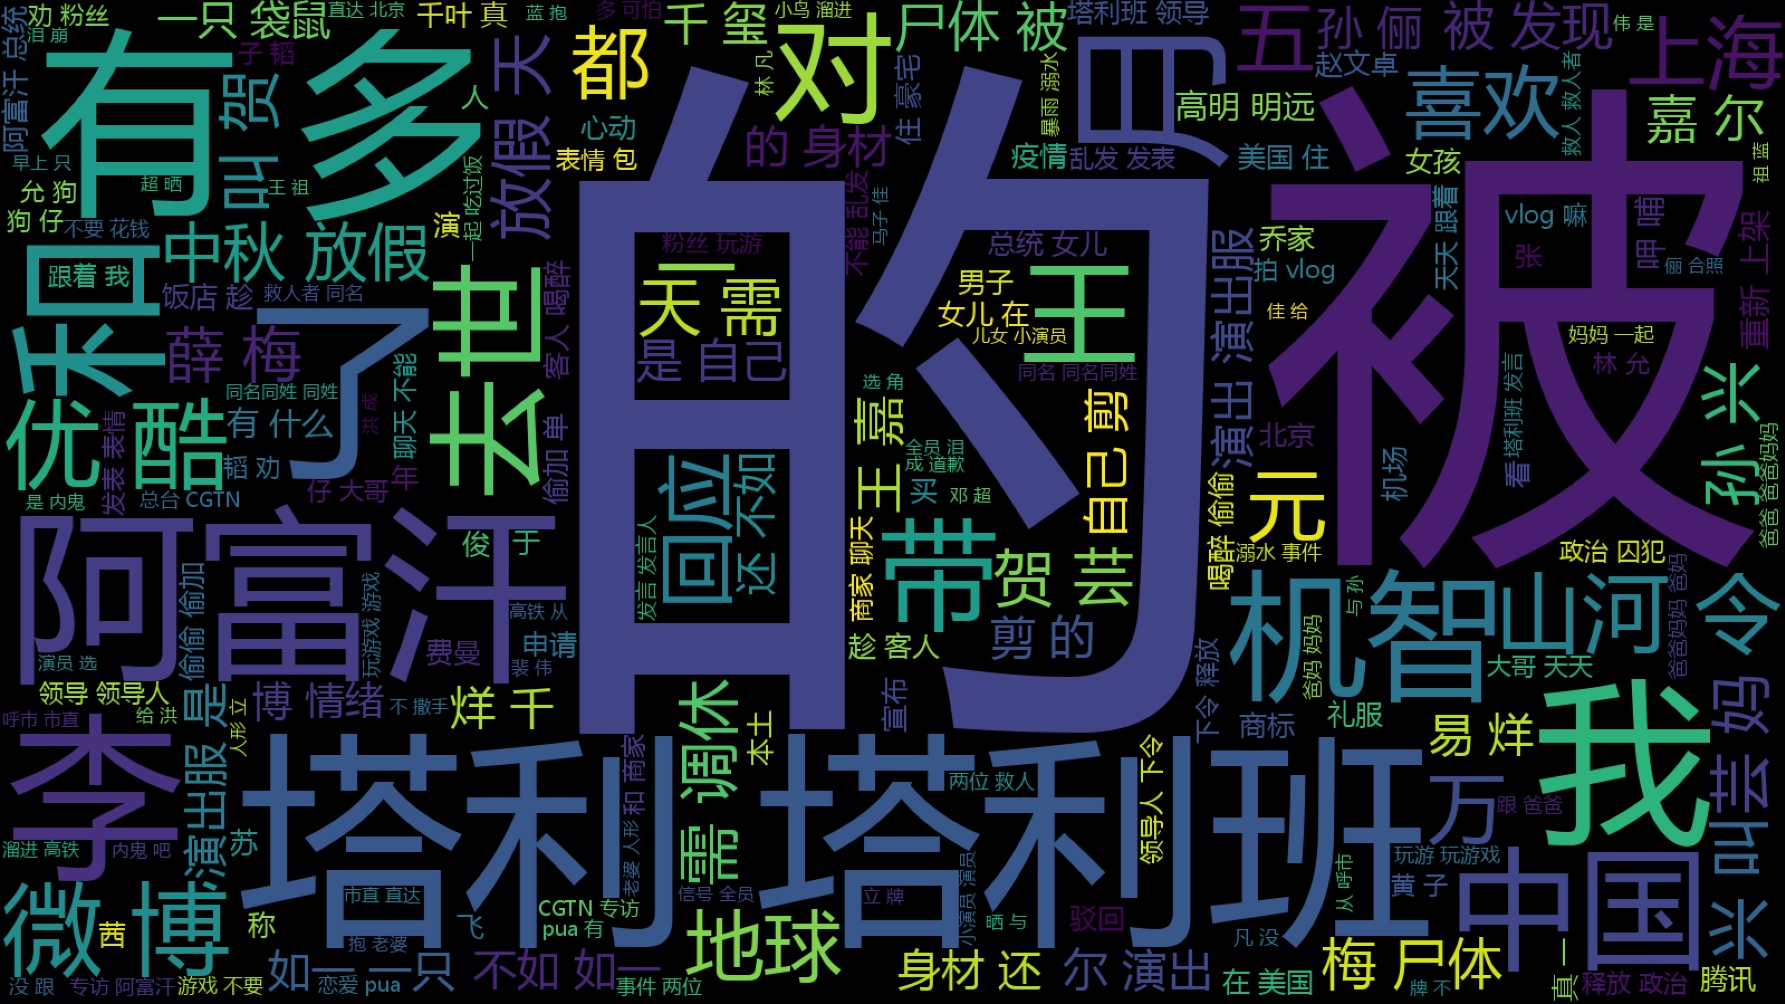 劝 粉丝
一只 袋鼠
直达 北京
千叶 真
蓝 抱
多 可怕
千 玺
小鸟 溜进
尸体 被
塔利班 领导
五
孙 俪
被 发现
伟 是
上海
泪 崩
子 韬
阿富汗 总统
有 多
叫 贺
放假 天
都
对
林 凡
住 豪宅
暴雨 溺水
月
赵文卓
喜欢
救人 救人者
嘉 尔
人
心动
表情 包
的 身材
疫情
乱发 发表
高明 明远
美国 住
女孩
祖 蓝
早上 只
超 晒
王 祖
允 狗
狗 仔
不要 花钱
演
一起 吃过饭
不能 乱发
马子 佳
的
被
vlog 嘛
哺
呷
天天 跟着
张
俪 合照
重新 上架
和
跟着 我
中秋 放假
粉丝 玩游
总统 女儿
乔家
拍 vlog
饭店 趁
救人者 同名
天 需
男子
女儿 在
儿女 小演员
王
佳 给
妈妈 一起
薛 梅
了
去世
客人 喝醉
是 自己
同名 同名同姓
演出 演出服
林 允
同名同姓 同姓
优酷
有 什么
洪 成
聊天 不能
选 角
王 嘉
全员 泪
成 道歉
自己 剪
北京
机场
看
塔利班 发言
孙 兴
爸爸 爸爸妈妈
发表 表情
韬 劝
仔 大哥
年
偷加 单
回应
还 不如
买
邓 超
是 内鬼
总台 CGTN
元
喝醉 偷偷
溺水 事件
政治 囚犯
阿富汗
俊 于
发言 发言人
商家 聊天
带
贺 芸
与 孙
爸爸妈妈 爸妈
偷偷 偷加
玩游戏 游戏
高铁 从
申请
费曼
裴 伟
趁 客人
剪 的
机智
山河 令
爸妈 妈妈
大哥 天天
演员 选
领导 领导人
博 情绪
不 撒手
烊 千
宣布
下令 释放
商标
礼服
易 烊
我
叫 芸 妈
呼市 市直
给 洪
人形 立
李
演出服 是
需 调休
本土
和 商家
塔利
塔利班
领导人 下令
两位 救人
万
跟 爸爸
苏
溜进 高铁
内鬼 吧
老婆 人形
玩游 玩游戏
黄 子
从 呼市
中国
兴
微博
茜
称
市直 直达
飞
CGTN 专访
pua 有
信号 全员
立 牌
小演员 演员
晒 与
驳回
凡 没
地球
抱 老婆
如一 一只
不如 如一
身材 还
尔 演出
在 美国
梅 尸体
牌 不
真 一
释放 政治
腾讯
没 跟
专访 阿富汗
游戏 不要
恋爱 pua
事件 两位